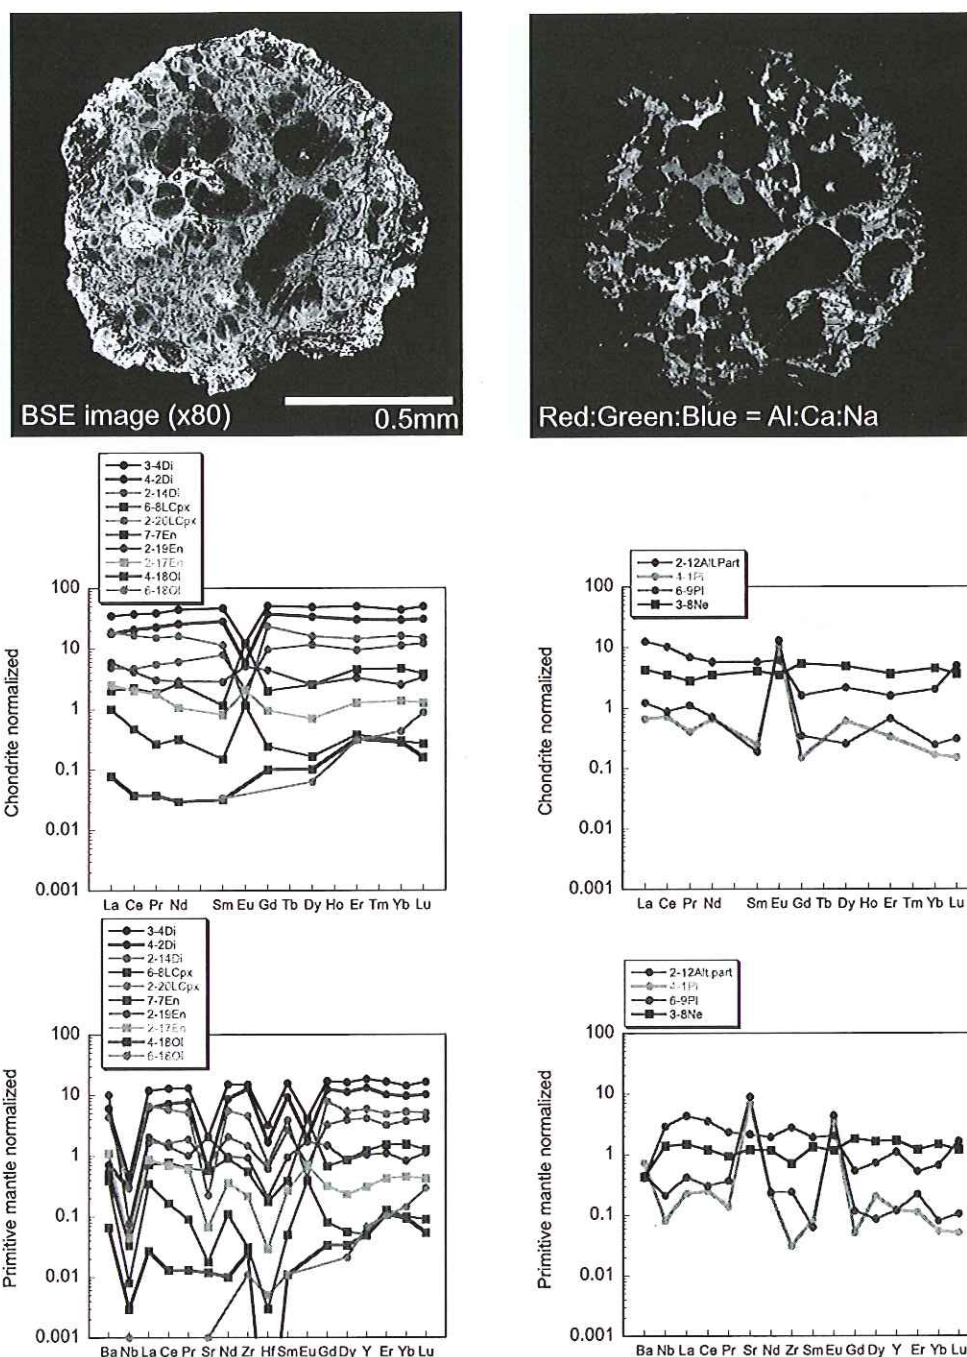 BSE image (x80)
0.5mm
Red:Green:Blue = Al:Ca:Na
3-4Di
4-2Di
2-14Di
6-8LCpx
2-20LCpx
7-7En
2-19En
2-17En
4-18Ol
6-18Ol
Chondrite normalized
100
10
1
0.1
0.01
0.001
La Ce Pr Nd Sm Eu Gd Tb Dy Ho Er Tm Yb Lu
2-12Alt.Part
4-1Pl
6-9Pl
3-8Ne
Chondrite normalized
100
10
1
0.1
0.01
0.001
La Ce Pr Nd Sm Eu Gd Tb Dy Ho Er Tm Yb Lu
3-4Di
4-2Di
2-14Di
6-8LCpx
2-20LCpx
7-7En
2-19En
2-17En
4-18Ol
6-18Ol
Primitive mantle normalized
100
10
1
0.1
0.01
0.001
Ba Nb La Ce Pr Sr Nd Zr Hf Sm Eu Gd Dy Y Er Yb Lu
2-12Alt.part
4-1Pl
6-9Pl
3-8Ne
Primitive mantle normalized
100
10
1
0.1
0.01
0.001
Ba Nb La Ce Pr Sr Nd Zr Sm Eu Gd Dy Y Er Yb Lu